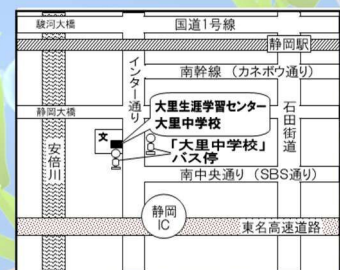 駿河大橋
国道1号線
静岡駅
インター通り
南幹線 (カネボウ通り)
静岡大橋
大里生涯学習センター
大里中学校
石田街道
文
「大里中学校」
バス停
安倍川
南中央通り (SBS通り)
静岡
IC
東名高速道路